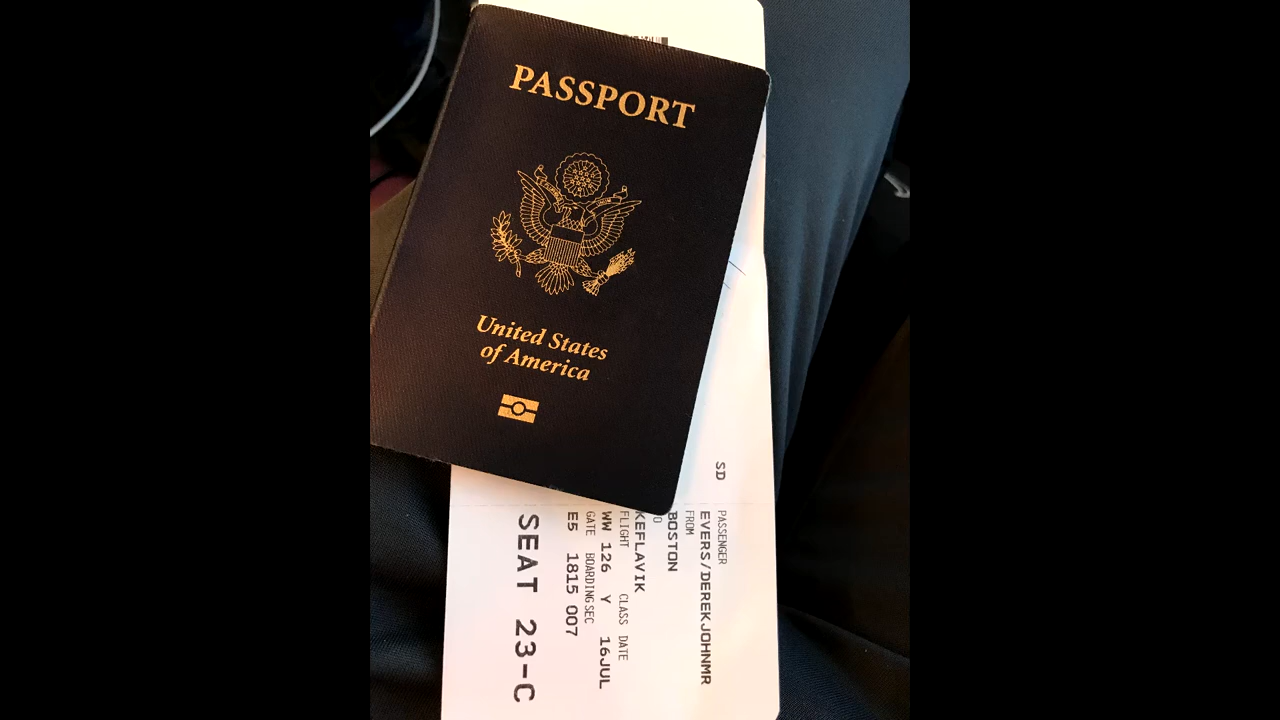 PASSPORT
United States
of America
SD
PASSENGER
EVERS/DEREKJOHNMR
FROM
BOSTON
KEFLAVIK
FLIGHT CLASS DATE
WW 126 Y 16JUL
GATE BOARDING SEC
E5 1815 007
SEAT 23-C